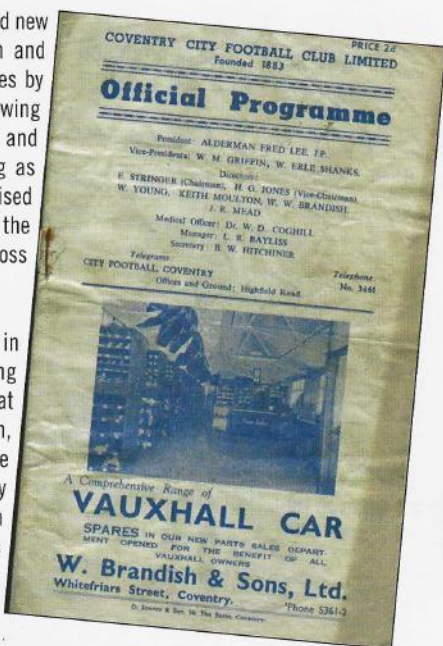 d new
n and
es by
wing
and
g as
ised
the
oss
in
ng
at
n,
e
y
n
PRICE 2d
COVENTRY CITY FOOTBALL CLUB LIMITED
Founded 1883
Official Programme
President: ALDERMAN FRED LEE, J.P.
Vice-Presidents: W. M. GRIFFIN, W. ERLE SHANKS.
Directors:
F. STRINGER (Chairman), H. G. JONES (Vice-Chairman),
W. YOUNG, KEITH MOULTON, W. W. BRANDISH,
J. R. MEAD
Medical Officer: Dr. W. D. COGHILL
Manager: L. R. BAYLISS
Secretary: B. W. HITCHINER
Telegrams
CITY FOOTBALL, COVENTRY
Telephone
No. 3461
Offices and Ground: Highfield Road
A Comprehensive Range of
VAUXHALL CAR
SPARES IN OUR NEW PARTS SALES DEPART-
MENT OPENED FOR THE BENEFIT OF ALL
VAUXHALL OWNERS
W. Brandish & Sons, Ltd.
Whitefriars Street, Coventry.
'Phone 5361-2